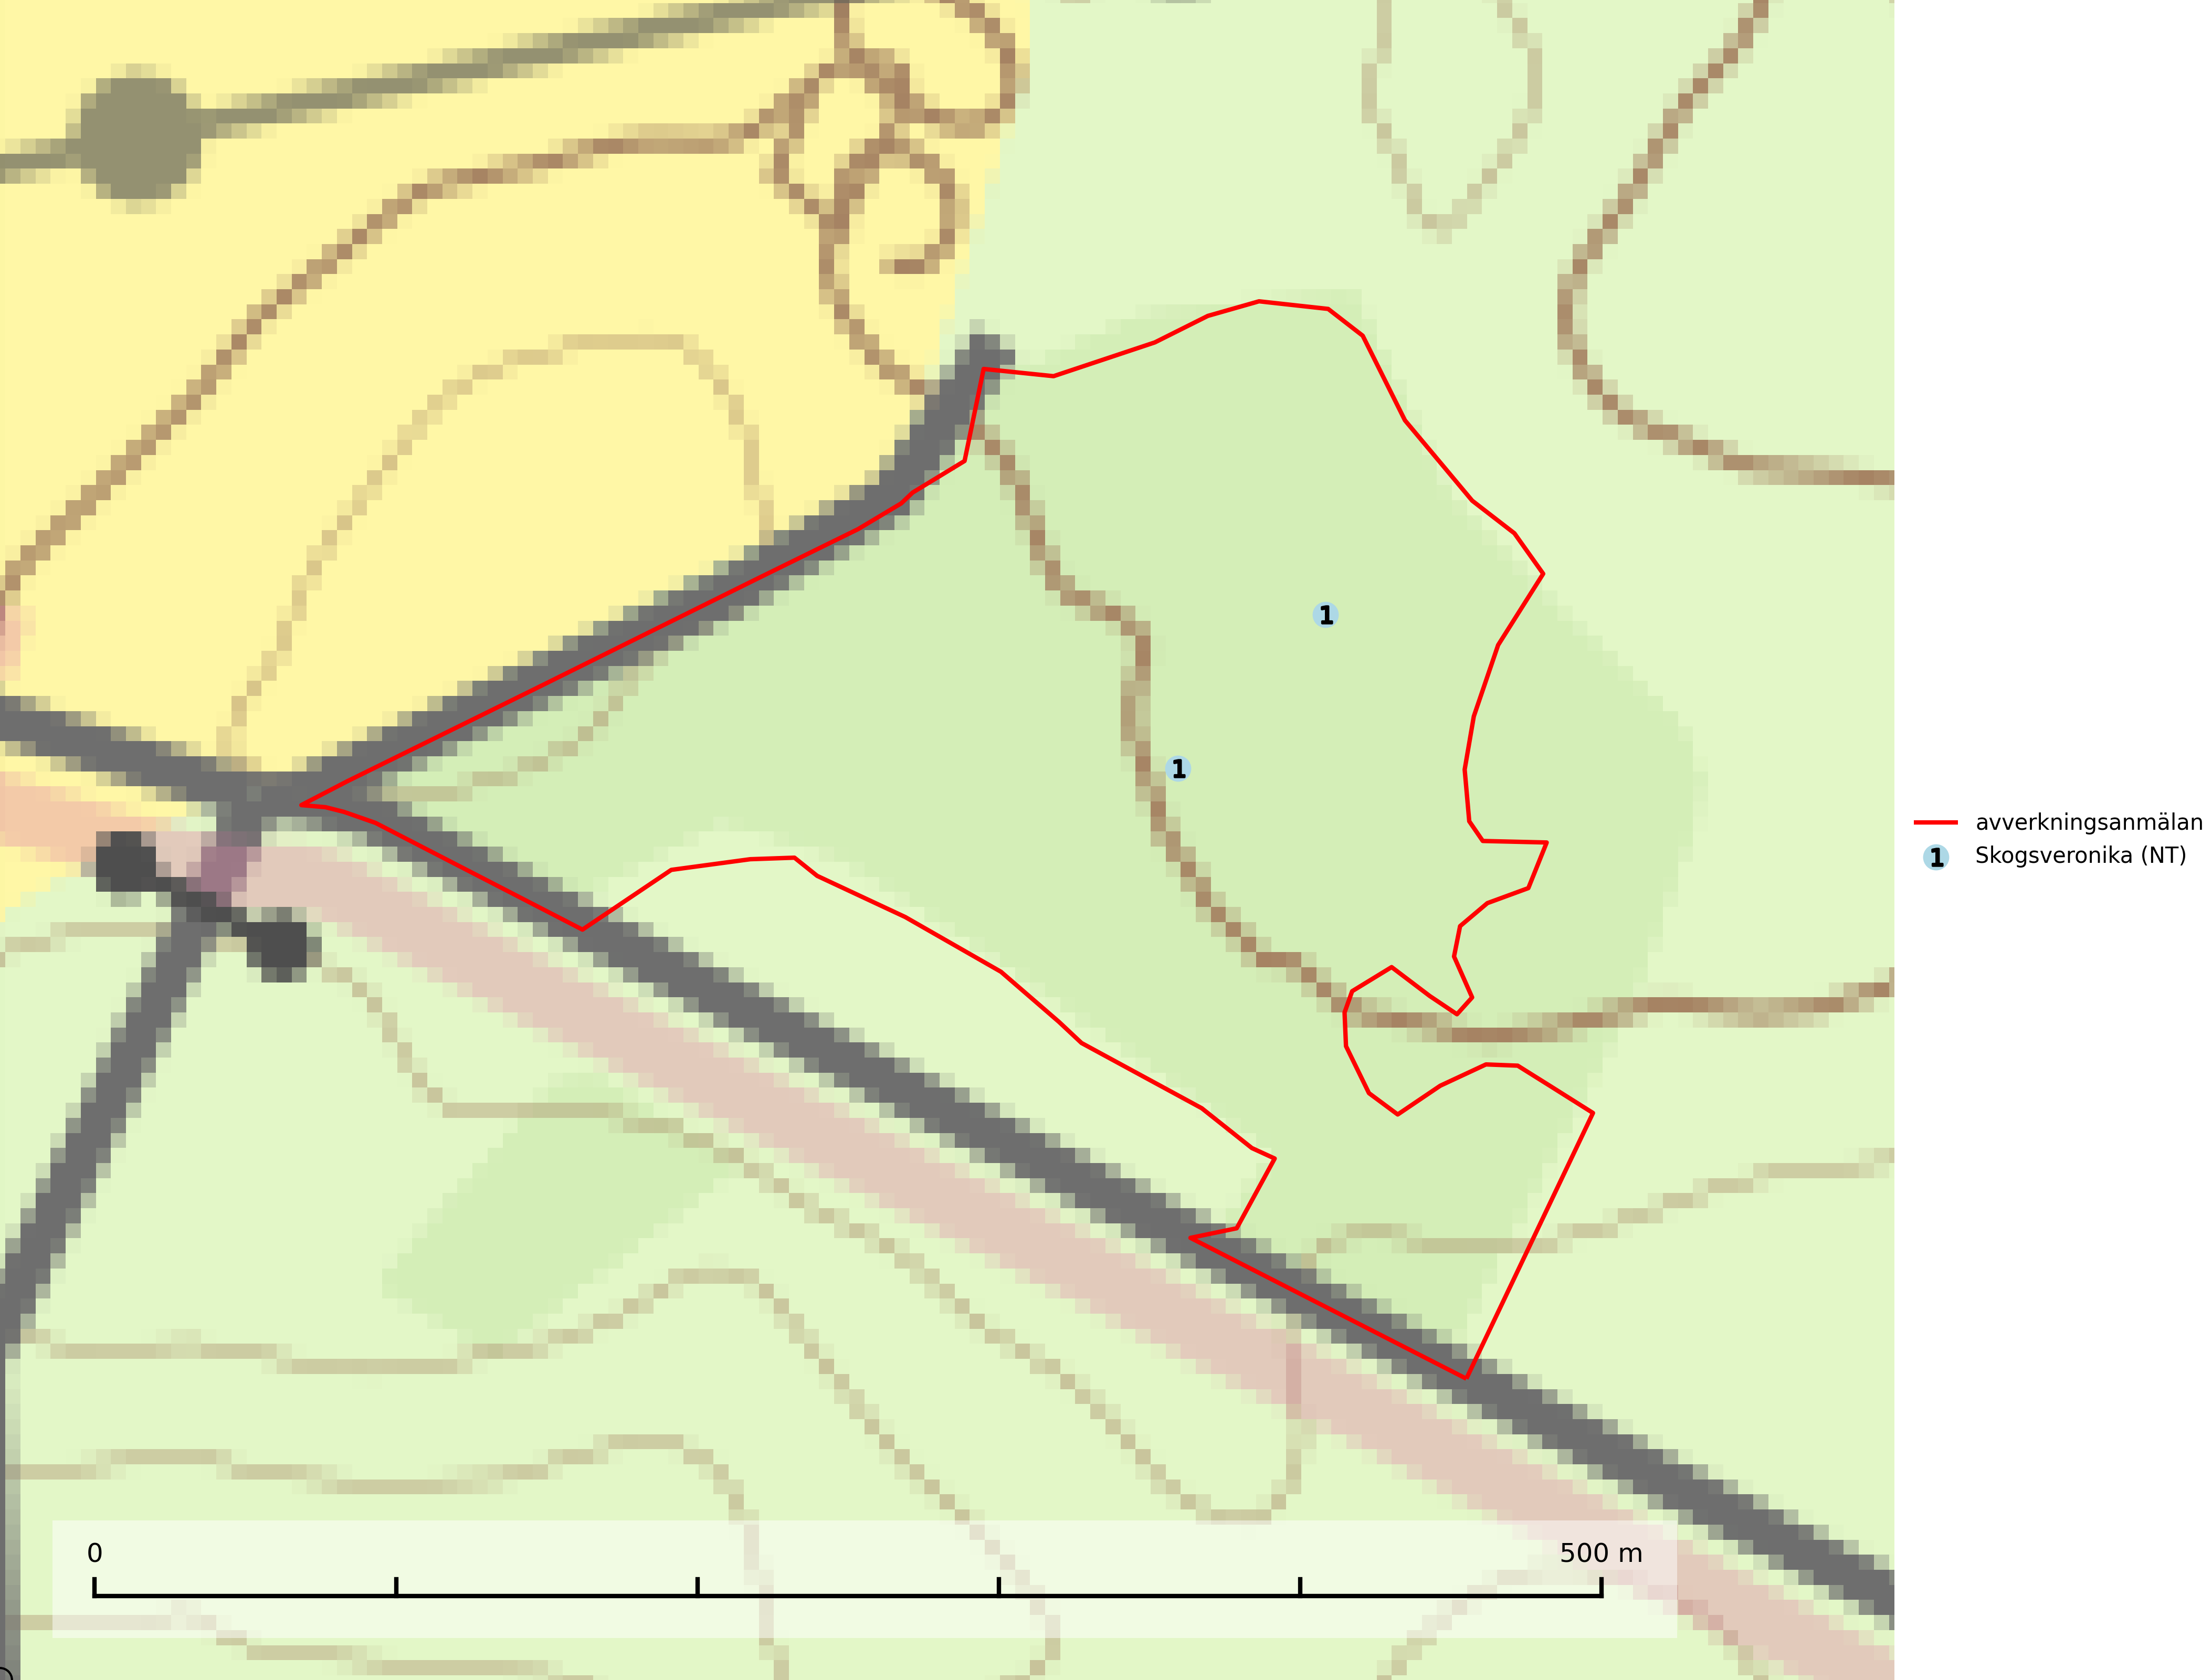 1
1
avverkningsanmälan
1 Skogsveronika (NT)
0 500 m